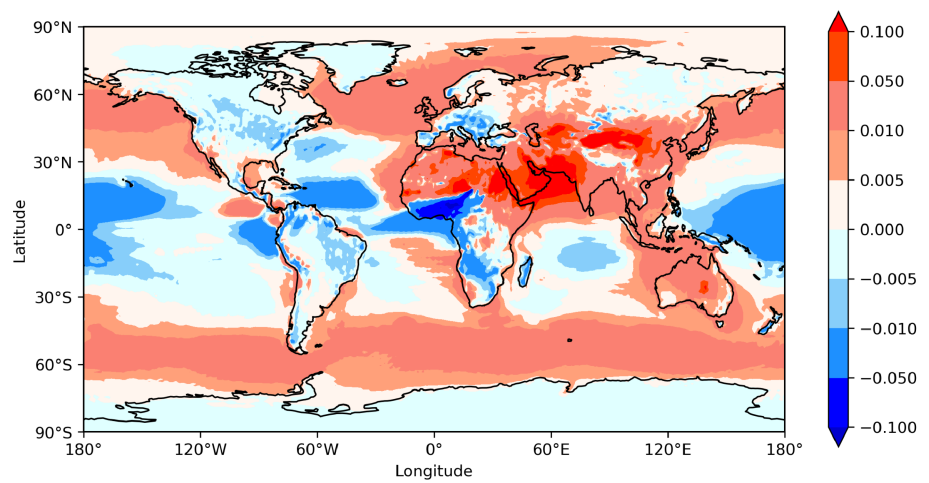 90°N
60°N
30°N
0°
30°S
60°S
90°S
Latitude
180°
120°W
60°W
0°
60°E
120°E
180°
Longitude
0.100
0.050
0.010
0.005
0.000
−0.005
−0.010
−0.050
−0.100